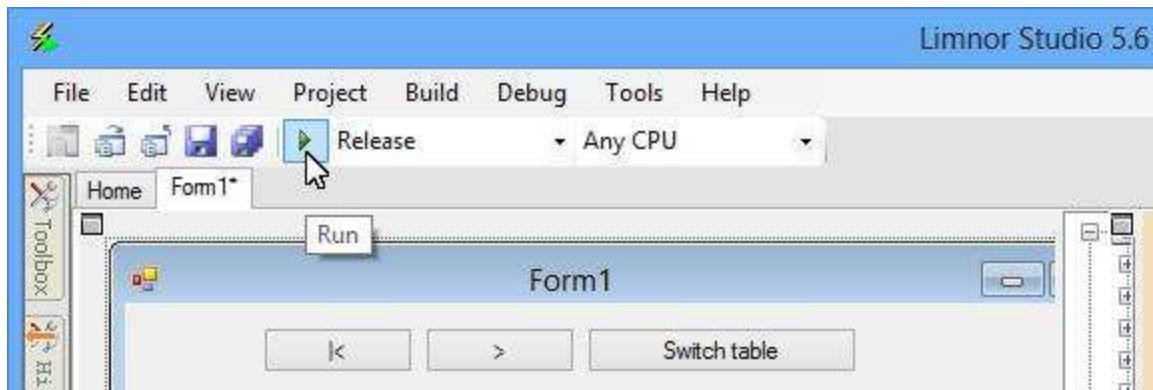 Limnor Studio 5.6
File Edit View Project Build Debug Tools Help
Release Any CPU
Home Form1*
Toolbox
Run
Form1
|< > Switch table
Hi